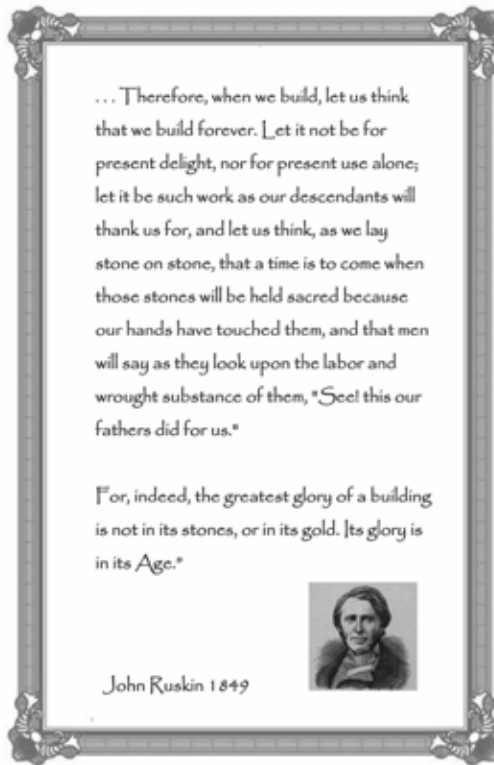 ... Therefore, when we build, let us think
that we build forever. Let it not be for
present delight, nor for present use alone;
let it be such work as our descendants will
thank us for, and let us think, as we lay
stone on stone, that a time is to come when
those stones will be held sacred because
our hands have touched them, and that men
will say as they look upon the labor and
wrought substance of them, "See! this our
fathers did for us."
For, indeed, the greatest glory of a building
is not in its stones, or in its gold. Its glory is
in its Age."
John Ruskin 1849